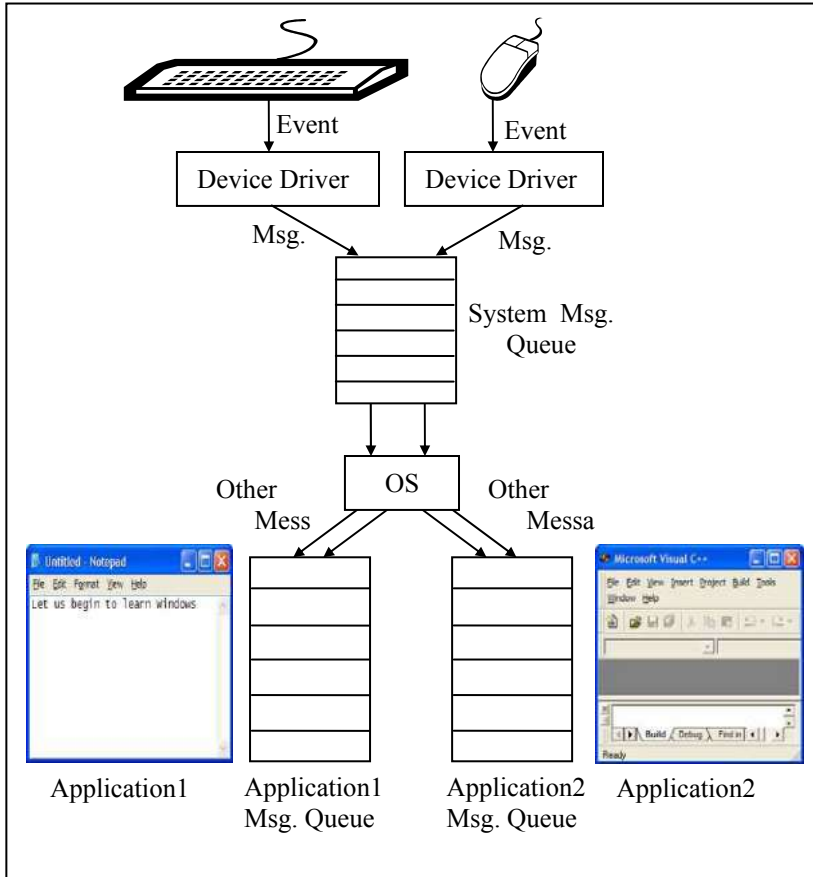 Event
Event
Device Driver
Device Driver
Msg.
Msg.
System Msg.
Queue
OS
Other
Mess
Other
Messa
Untitled - Notepad
File Edit Format View Help
Let us begin to learn windows
Microsoft Visual C++
File Edit View Insert Project Build Tools
Window Help
Build Debug Find in
Ready
Application1
Application1
Msg. Queue
Application2
Msg. Queue
Application2